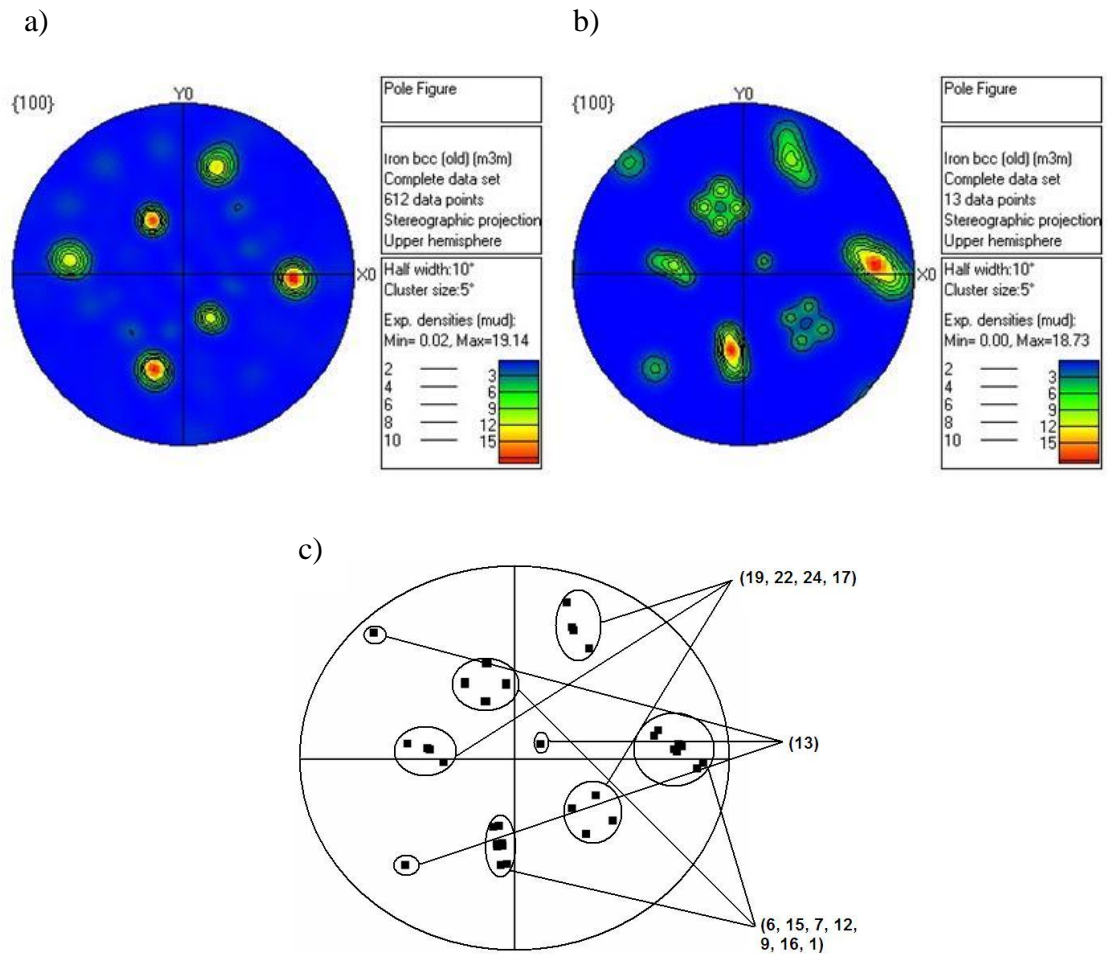 a)
b)
{100}
Y0
X0
Pole Figure
Iron bcc (old) (m3m)
Complete data set
612 data points
Stereographic projection
Upper hemisphere
Half width:10°
Cluster size:5°
Exp. densities (mud):
Min= 0.02, Max=19.14
2
4
6
8
10
3
6
9
12
15
{100}
Y0
X0
Pole Figure
Iron bcc (old) (m3m)
Complete data set
13 data points
Stereographic projection
Upper hemisphere
Half width:10°
Cluster size:5°
Exp. densities (mud):
Min= 0.00, Max=18.73
2
4
6
8
10
3
6
9
12
15
c)
(19, 22, 24, 17)
(13)
(6, 15, 7, 12,
9, 16, 1)